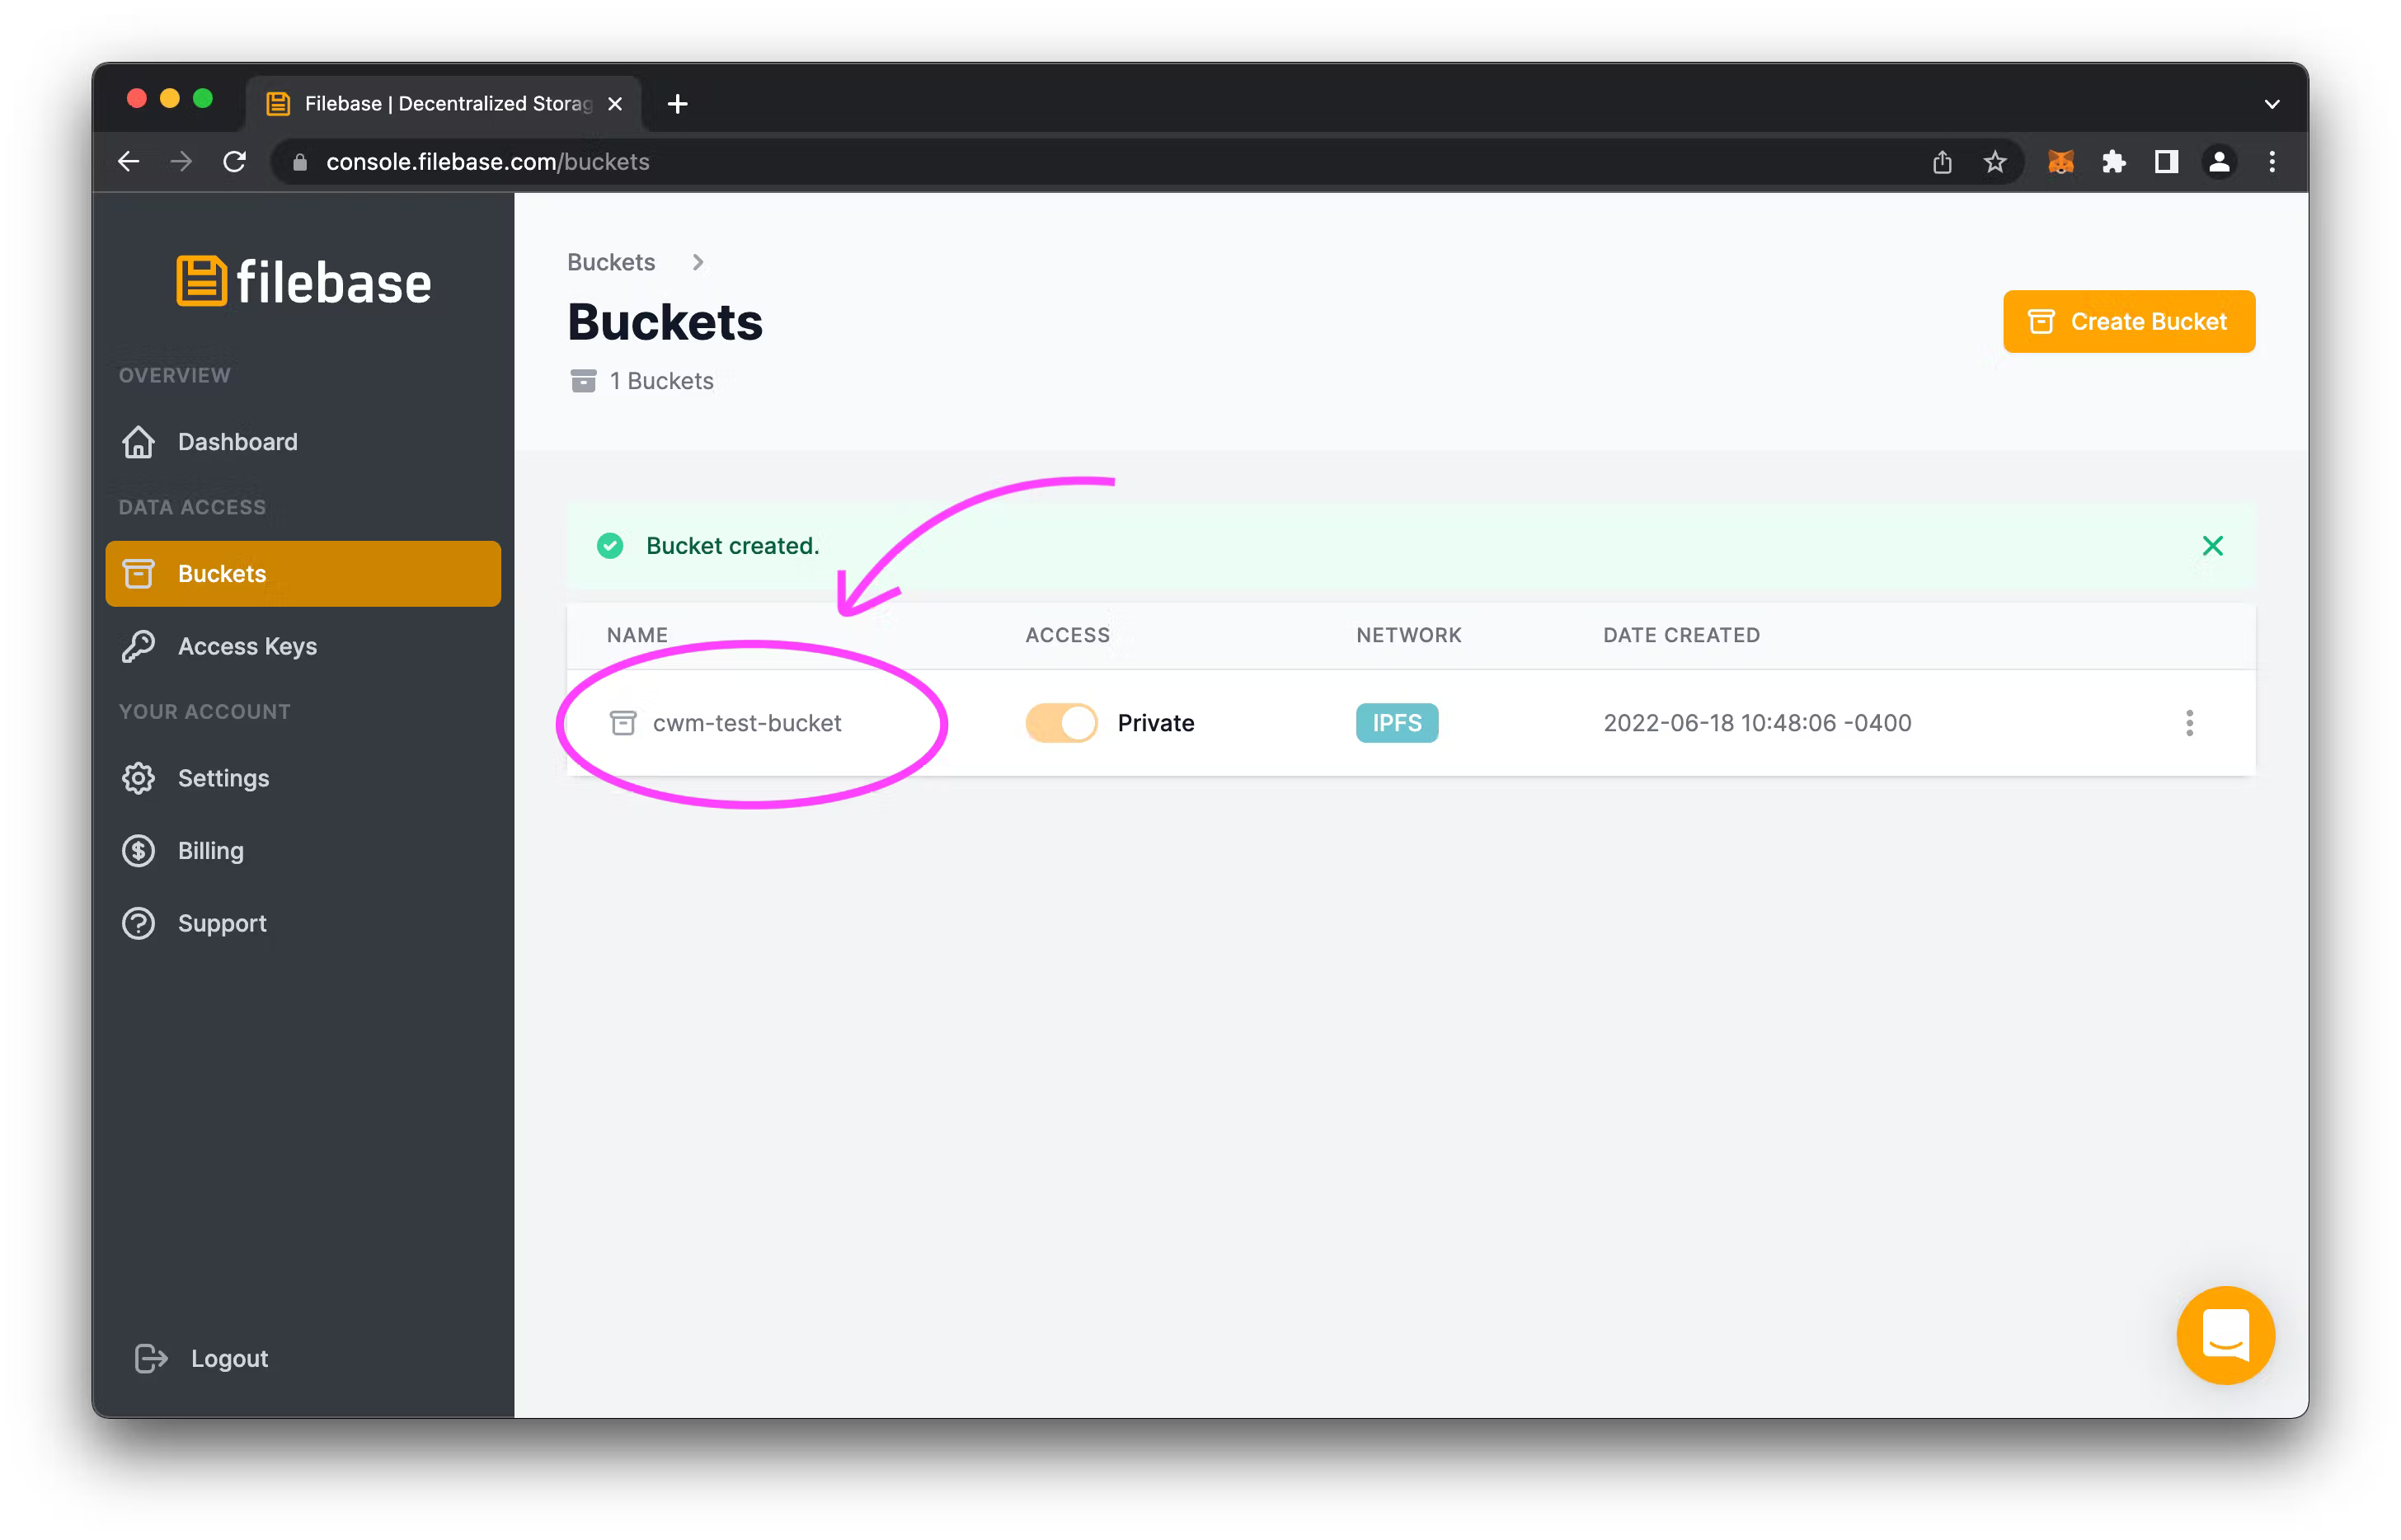 Filebase | Decentralized Storag
console.filebase.com/buckets
filebase
OVERVIEW
Dashboard
DATA ACCESS
Buckets
Access Keys
YOUR ACCOUNT
Settings
Billing
Support
Logout
Buckets
Buckets
1 Buckets
Create Bucket
Bucket created.
NAME ACCESS NETWORK DATE CREATED
cwm-test-bucket Private IPFS 2022-06-18 10:48:06 -0400